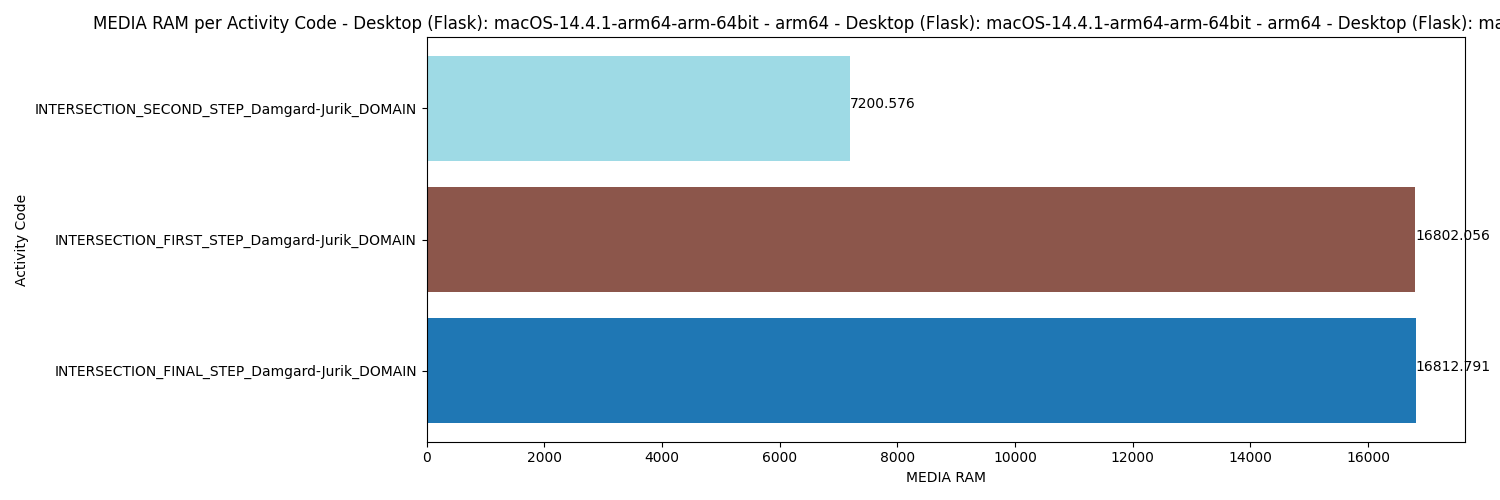 MEDIA RAM per Activity Code - Desktop (Flask): macOS-14.4.1-arm64-arm-64bit - arm64 - Desktop (Flask): macOS-14.4.1-arm64-arm-64bit - arm64 - Desktop (Flask): ma
INTERSECTION_SECOND_STEP_Damgard-Jurik_DOMAIN
7200.576
Activity Code
INTERSECTION_FIRST_STEP_Damgard-Jurik_DOMAIN
16802.056
INTERSECTION_FINAL_STEP_Damgard-Jurik_DOMAIN
16812.791
0 2000 4000 6000 8000 10000 12000 14000 16000
MEDIA RAM